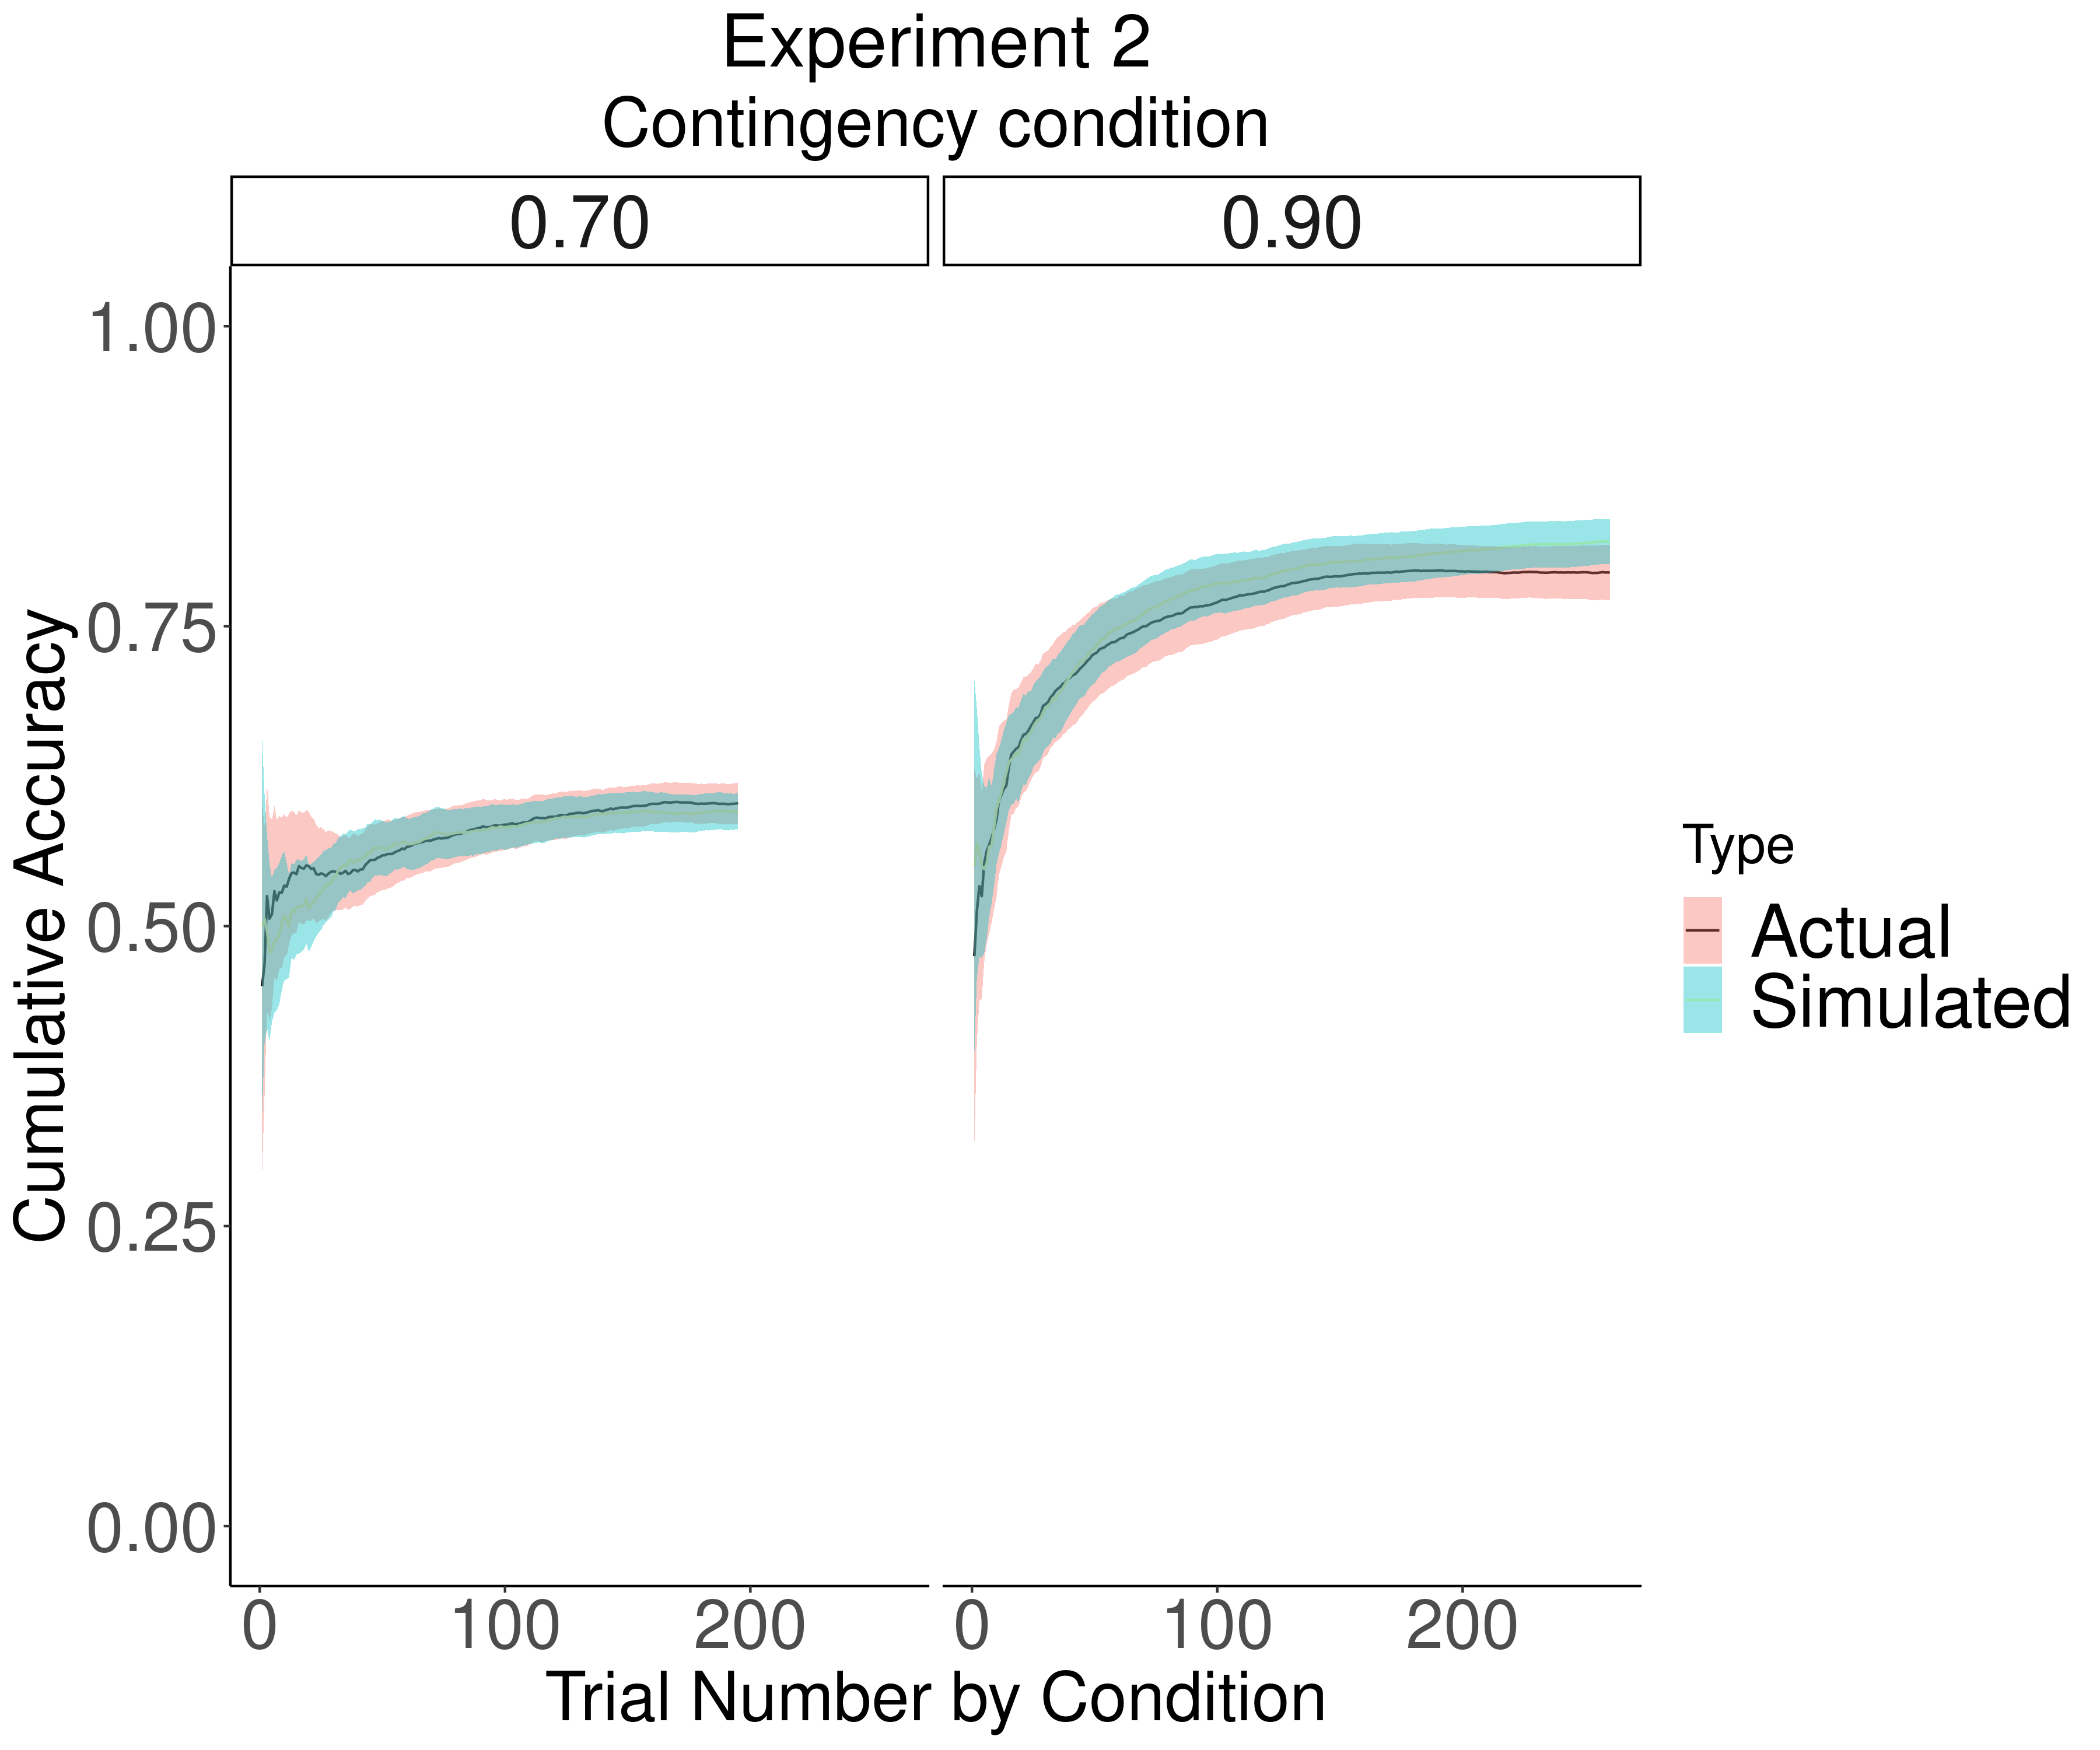 Experiment 2
Contingency condition
0.70 0.90
1.00
0.75
0.50
0.25
0.00
Cumulative Accuracy
0 100 200 0 100 200
Trial Number by Condition
Type
Actual
Simulated